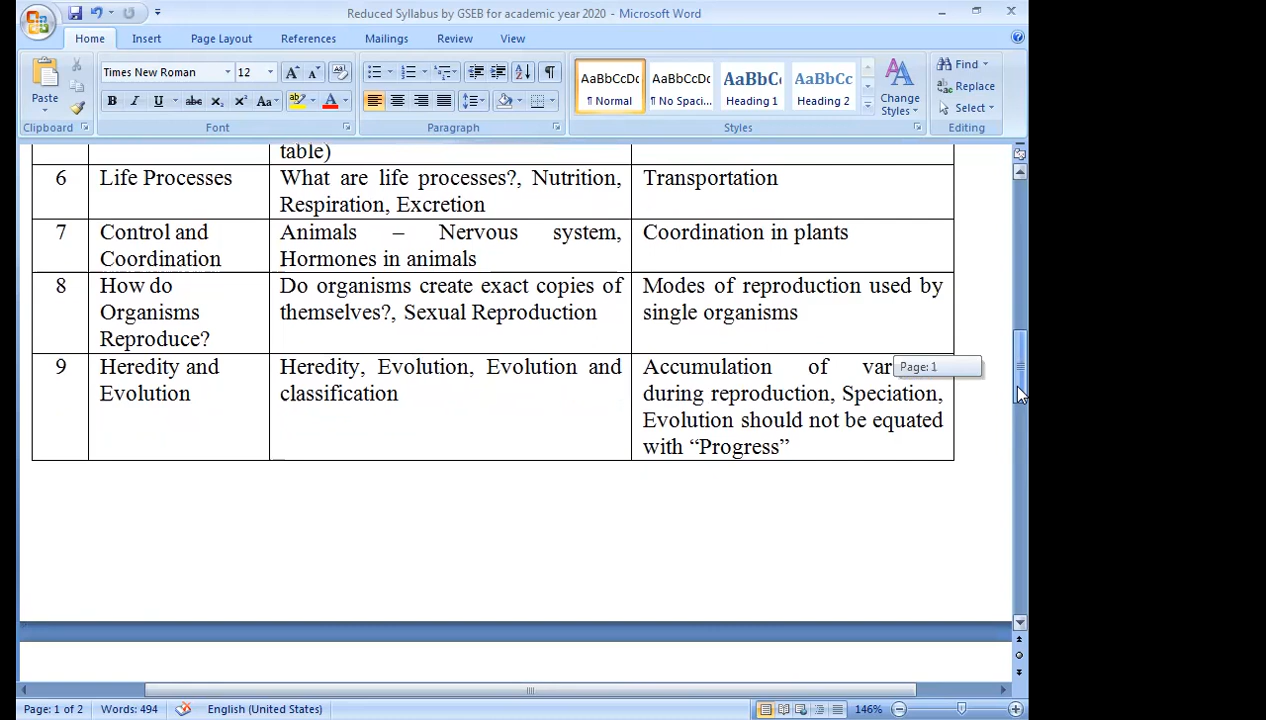 Reduced Syllabus by GSEB for academic year 2020 - Microsoft Word
Home Insert Page Layout References Mailings Review View
Paste
Times New Roman 12
B I U abc x₂ x² Aa A
AaBbCcDc AaBbCcDc AaBbC AaBbCc
¶ Normal ¶ No Spaci... Heading 1 Heading 2
Change Styles
Find
Replace
Select
Clipboard Font Paragraph Styles Editing
table)
6 Life Processes What are life processes?, Nutrition, Transportation
Respiration, Excretion
7 Control and Animals – Nervous system, Coordination in plants
Coordination Hormones in animals
8 How do Do organisms create exact copies of Modes of reproduction used by
Organisms themselves?, Sexual Reproduction single organisms
Reproduce?
9 Heredity and Heredity, Evolution, Evolution and Accumulation of
Evolution classification during reproduction, Speciation,
Evolution should not be equated
with “Progress”
Page: 1
Page: 1 of 2 Words: 494 English (United States) 146%